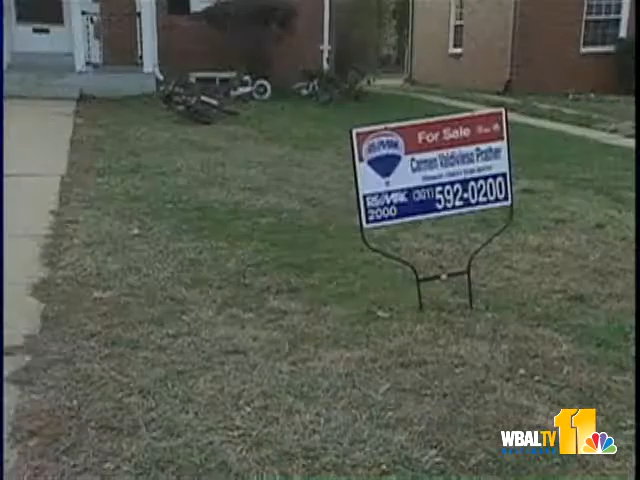 For Sale
RE/MAX
Carmen Valdivieso Prather
RE/MAX (301) 592-0200
2000
WBALTV 11